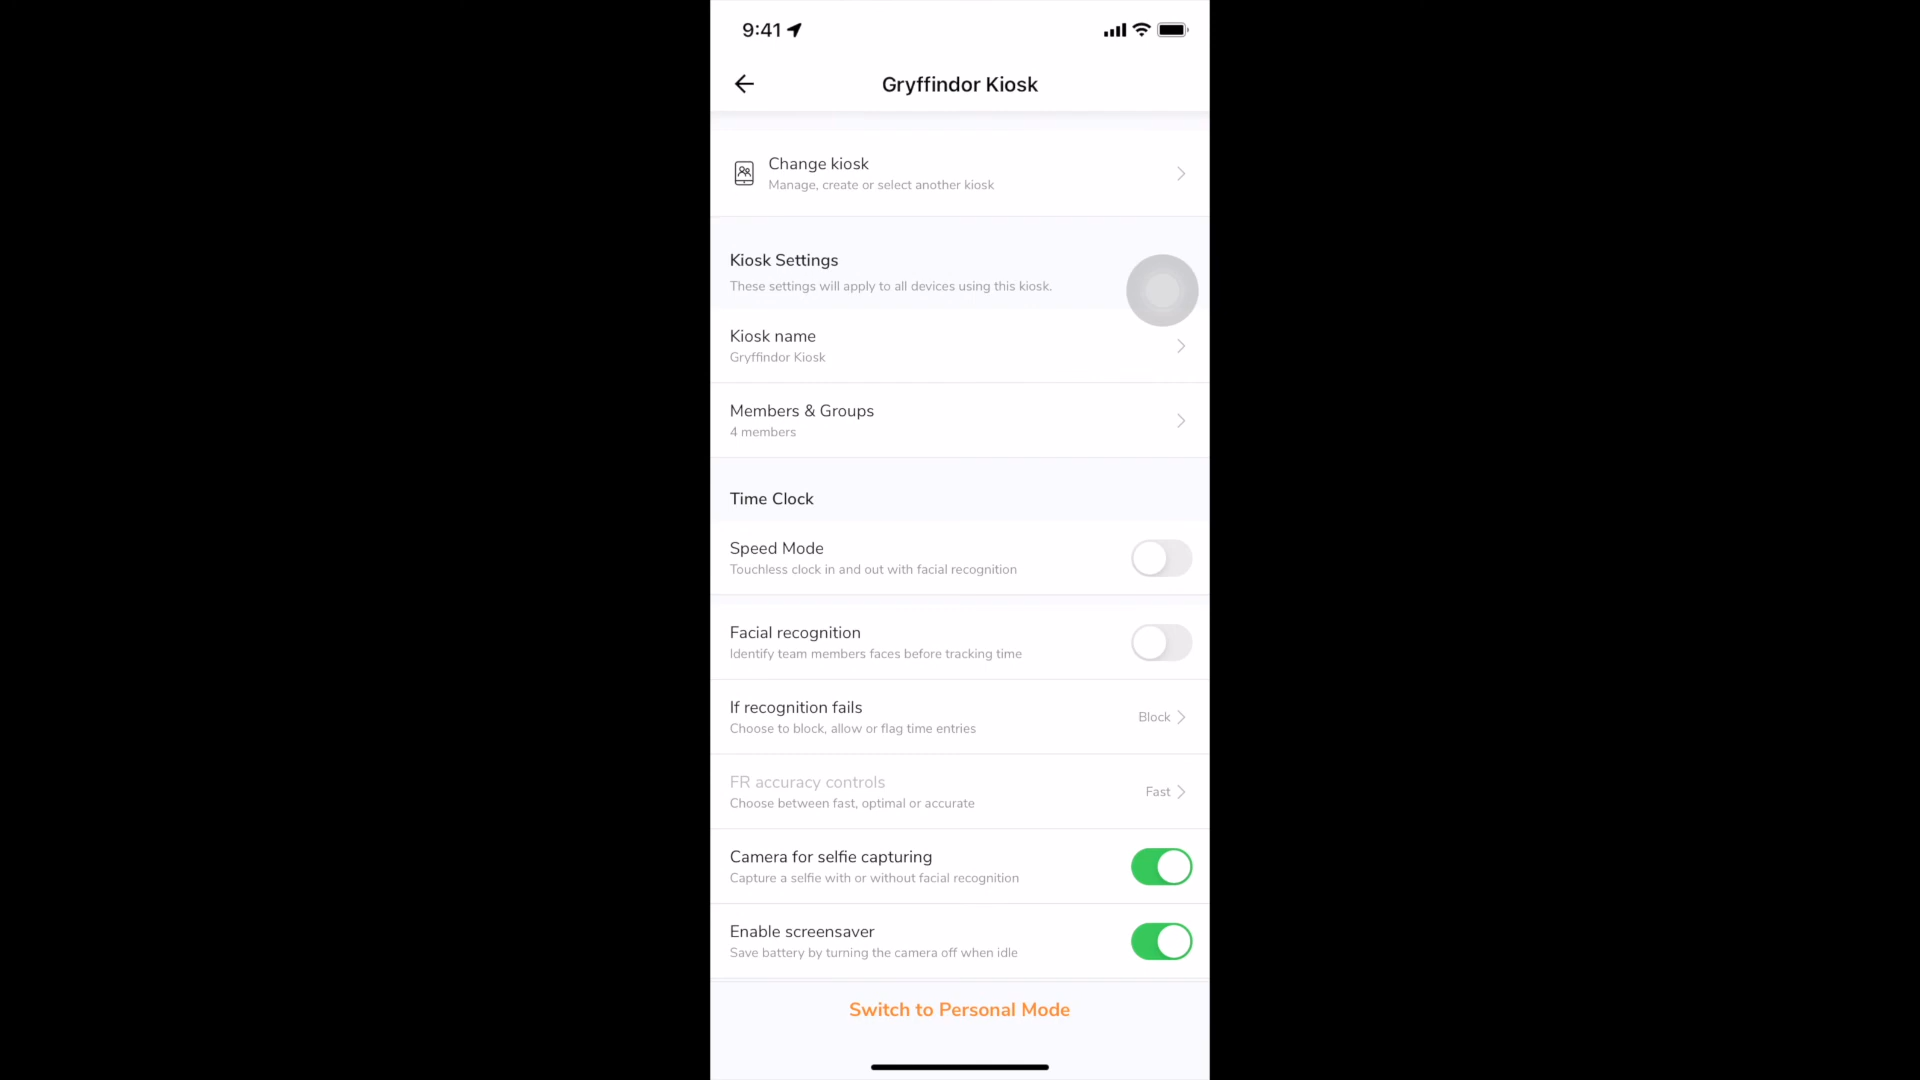 9:41
Gryffindor Kiosk
Change kiosk
Manage, create or select another kiosk
Kiosk Settings
These settings will apply to all devices using this kiosk.
Kiosk name
Gryffindor Kiosk
Members & Groups
4 members
Time Clock
Speed Mode
Touchless clock in and out with facial recognition
Facial recognition
Identify team members faces before tracking time
If recognition fails
Choose to block, allow or flag time entries
Block
FR accuracy controls
Choose between fast, optimal or accurate
Fast
Camera for selfie capturing
Capture a selfie with or without facial recognition
Enable screensaver
Save battery by turning the camera off when idle
Switch to Personal Mode